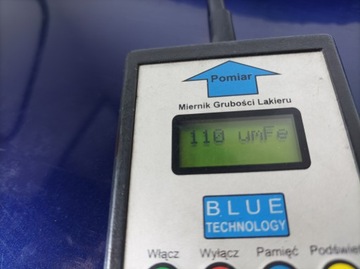 Pomiar
Miernik Grubości Lakieru
110 umFe
BLUE
TECHNOLOGY
Włącz Wyłącz Pamięć Podświet